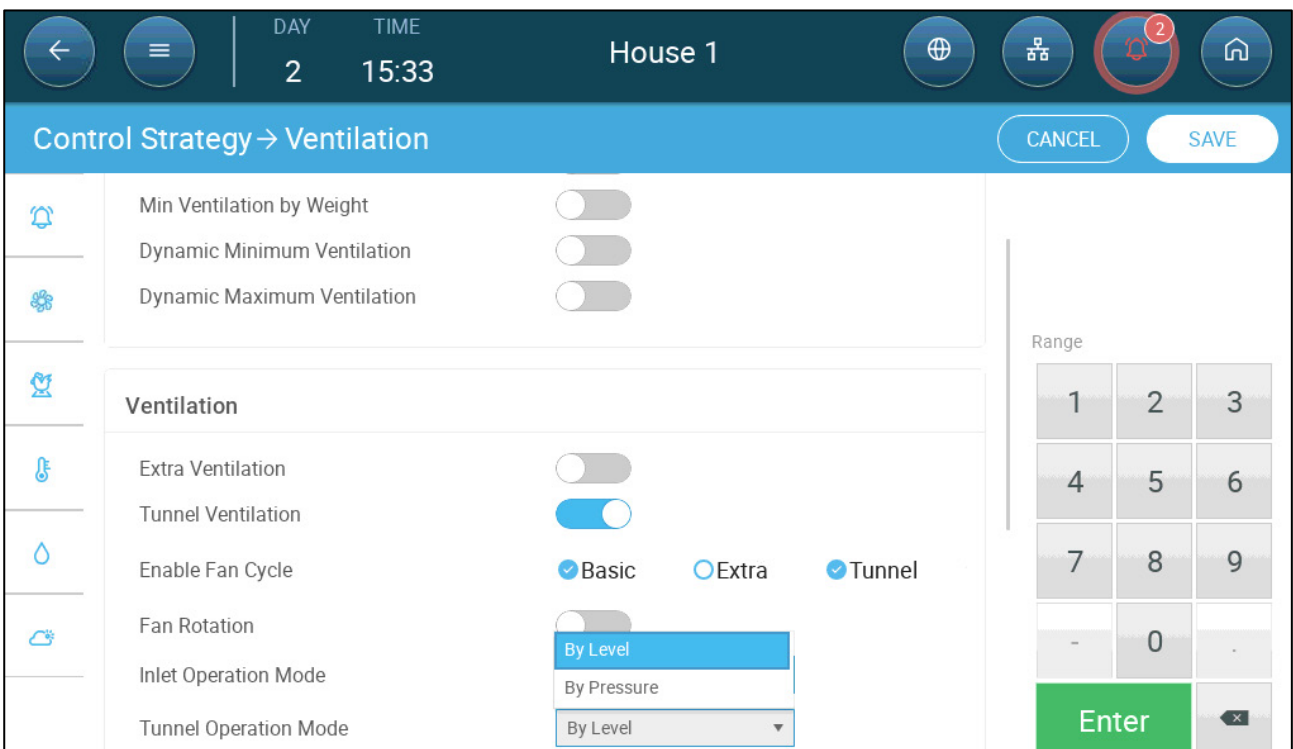 DAY TIME
2 15:33
House 1
2
Control Strategy → Ventilation
CANCEL
SAVE
Min Ventilation by Weight
Dynamic Minimum Ventilation
Dynamic Maximum Ventilation
Ventilation
Extra Ventilation
Tunnel Ventilation
Enable Fan Cycle Basic Extra Tunnel
Fan Rotation
By Level
Inlet Operation Mode
By Pressure
Tunnel Operation Mode By Level
Range
1 2 3
4 5 6
7 8 9
- 0 .
Enter